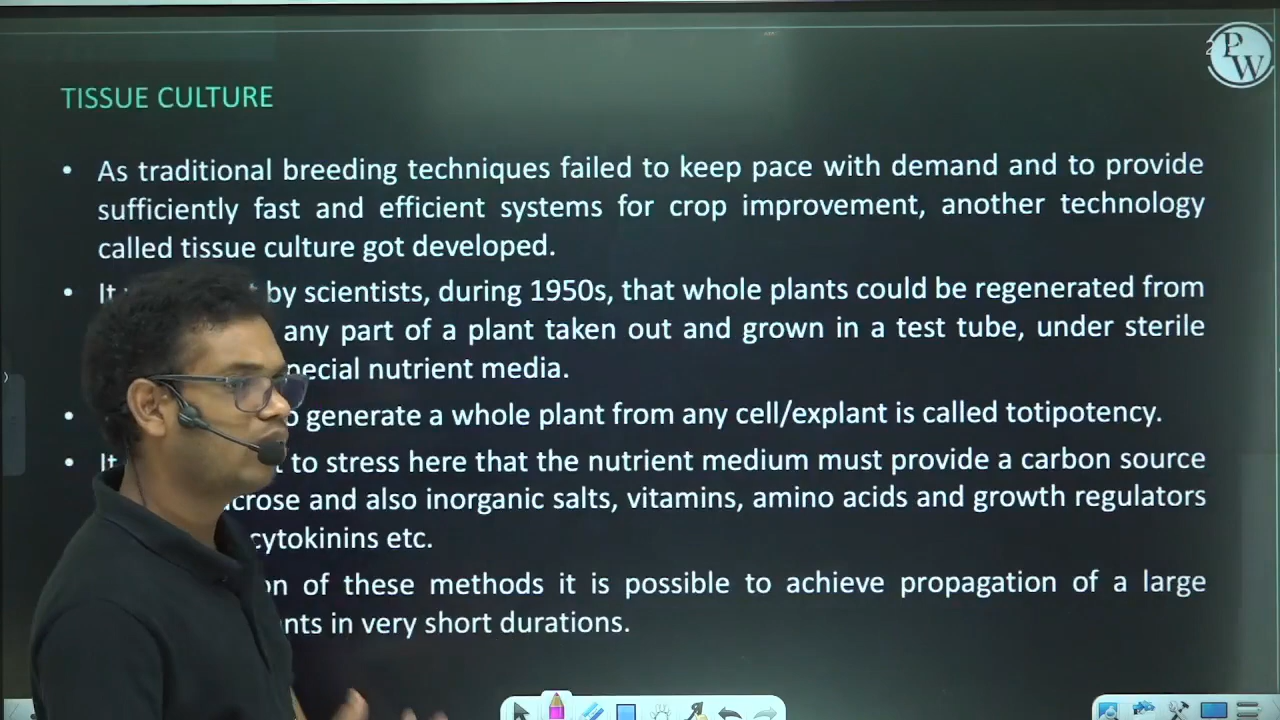 PW
TISSUE CULTURE
• As traditional breeding techniques failed to keep pace with demand and to provide
sufficiently fast and efficient systems for crop improvement, another technology
called tissue culture got developed.
• It by scientists, during 1950s, that whole plants could be regenerated from
any part of a plant taken out and grown in a test tube, under sterile
pecial nutrient media.
• o generate a whole plant from any cell/explant is called totipotency.
• It t to stress here that the nutrient medium must provide a carbon source
crose and also inorganic salts, vitamins, amino acids and growth regulators
cytokinins etc.
on of these methods it is possible to achieve propagation of a large
nts in very short durations.